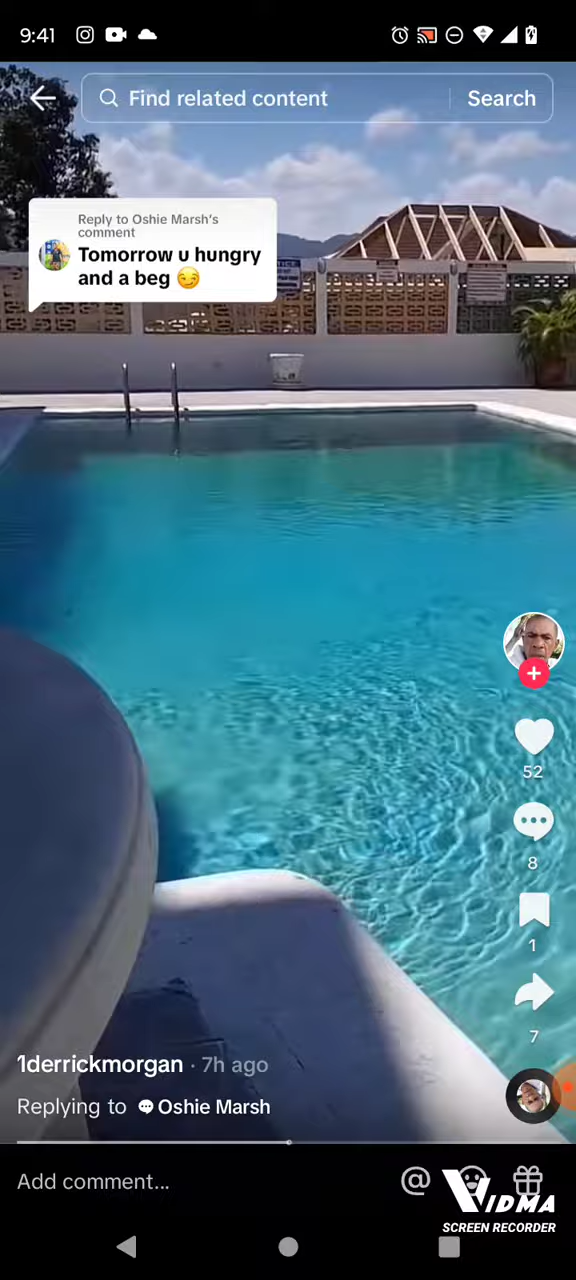 9:41
Find related content
Search
Reply to Oshie Marsh's
comment
Tomorrow u hungry
and a beg 😏
52
8
1
7
1derrickmorgan · 7h ago
Replying to Oshie Marsh
Add comment...
@
VIDMA
SCREEN RECORDER